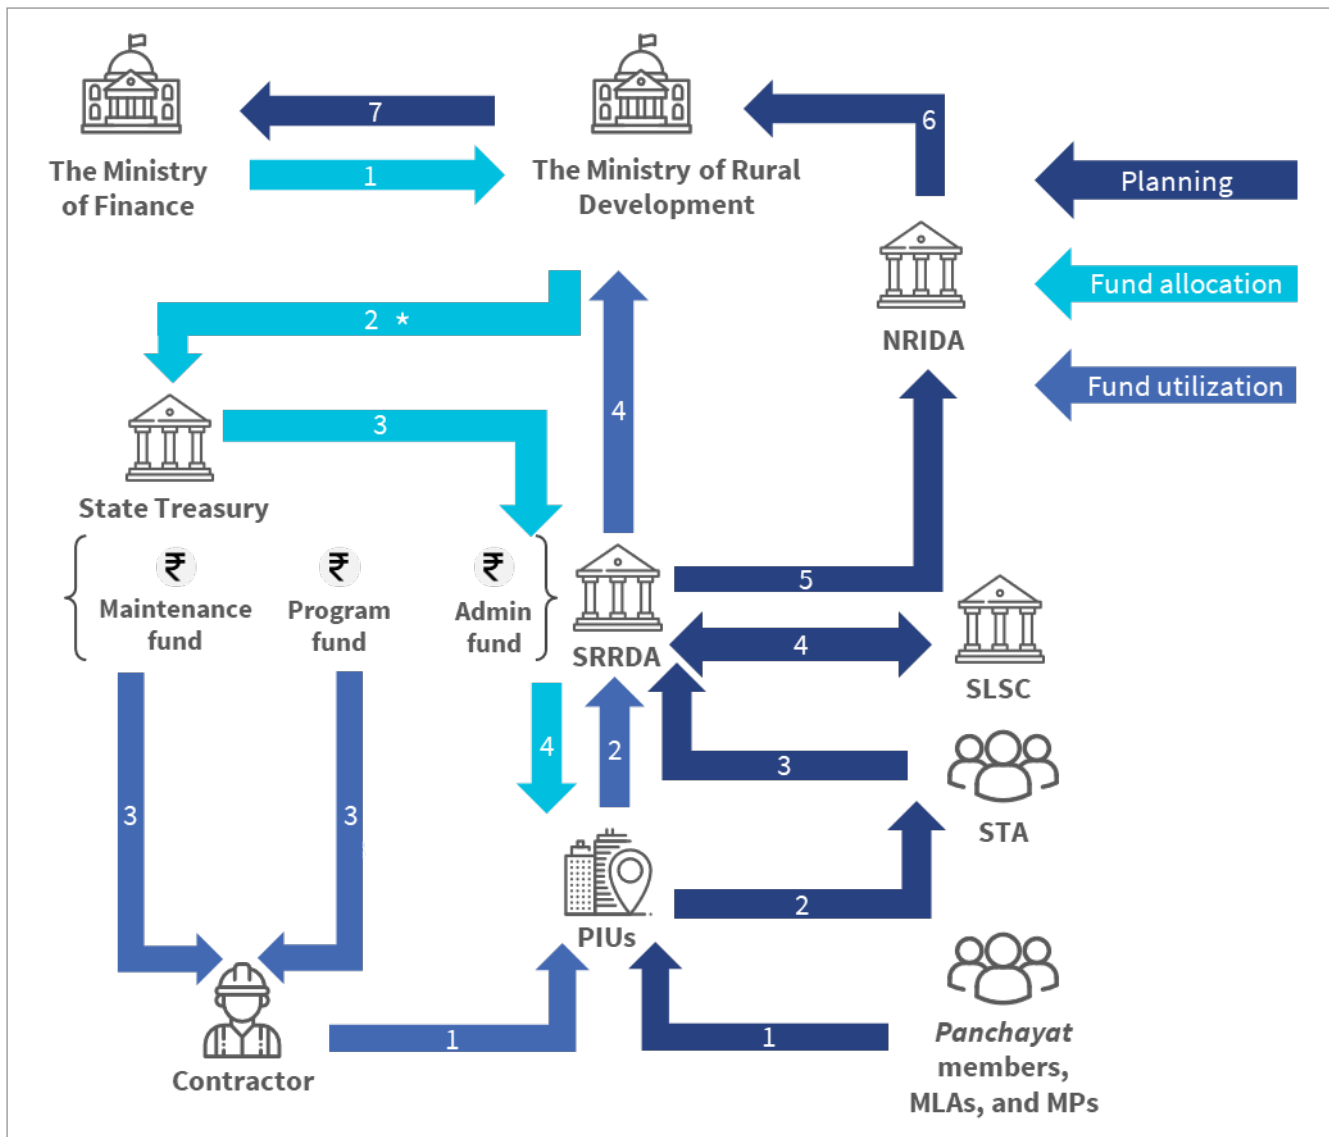 7
6
The Ministry
of Finance
1
The Ministry of Rural
Development
Planning
Fund allocation
Fund utilization
NRIDA
2 *
4
3
State Treasury
₹
₹
₹
Maintenance
fund
Program
fund
Admin
fund
SRRDA
5
4
SLSC
4
2
3
STA
3
3
2
PIUs
1
1
Contractor
Panchayat
members,
MLAs, and MPs